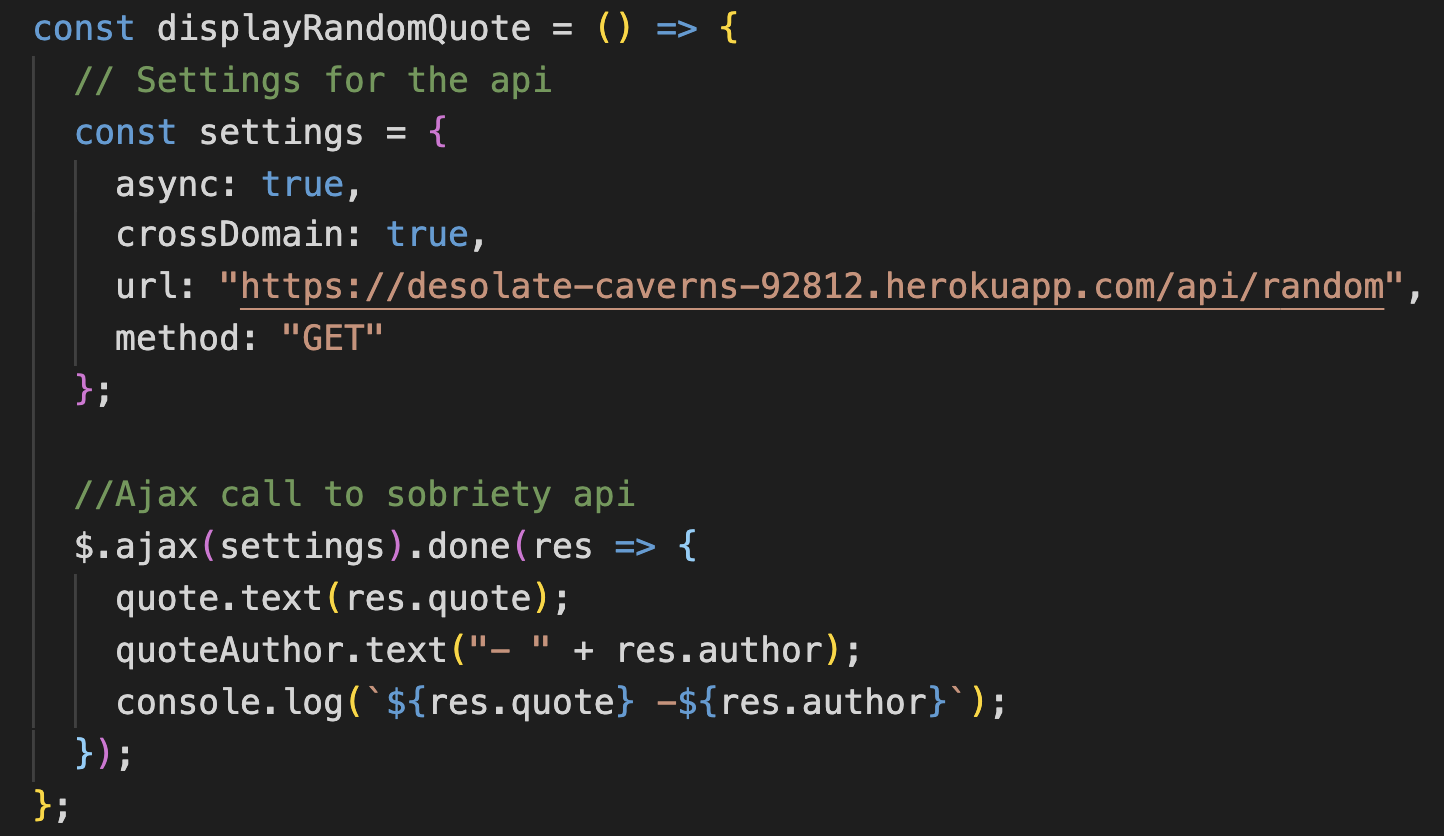 const displayRandomQuote = () => {
  // Settings for the api
  const settings = {
    async: true,
    crossDomain: true,
    url: "https://desolate-caverns-92812.herokuapp.com/api/random",
    method: "GET"
  };

  //Ajax call to sobriety api
  $.ajax(settings).done(res => {
    quote.text(res.quote);
    quoteAuthor.text("- " + res.author);
    console.log(`${res.quote} -${res.author}`);
  });
};